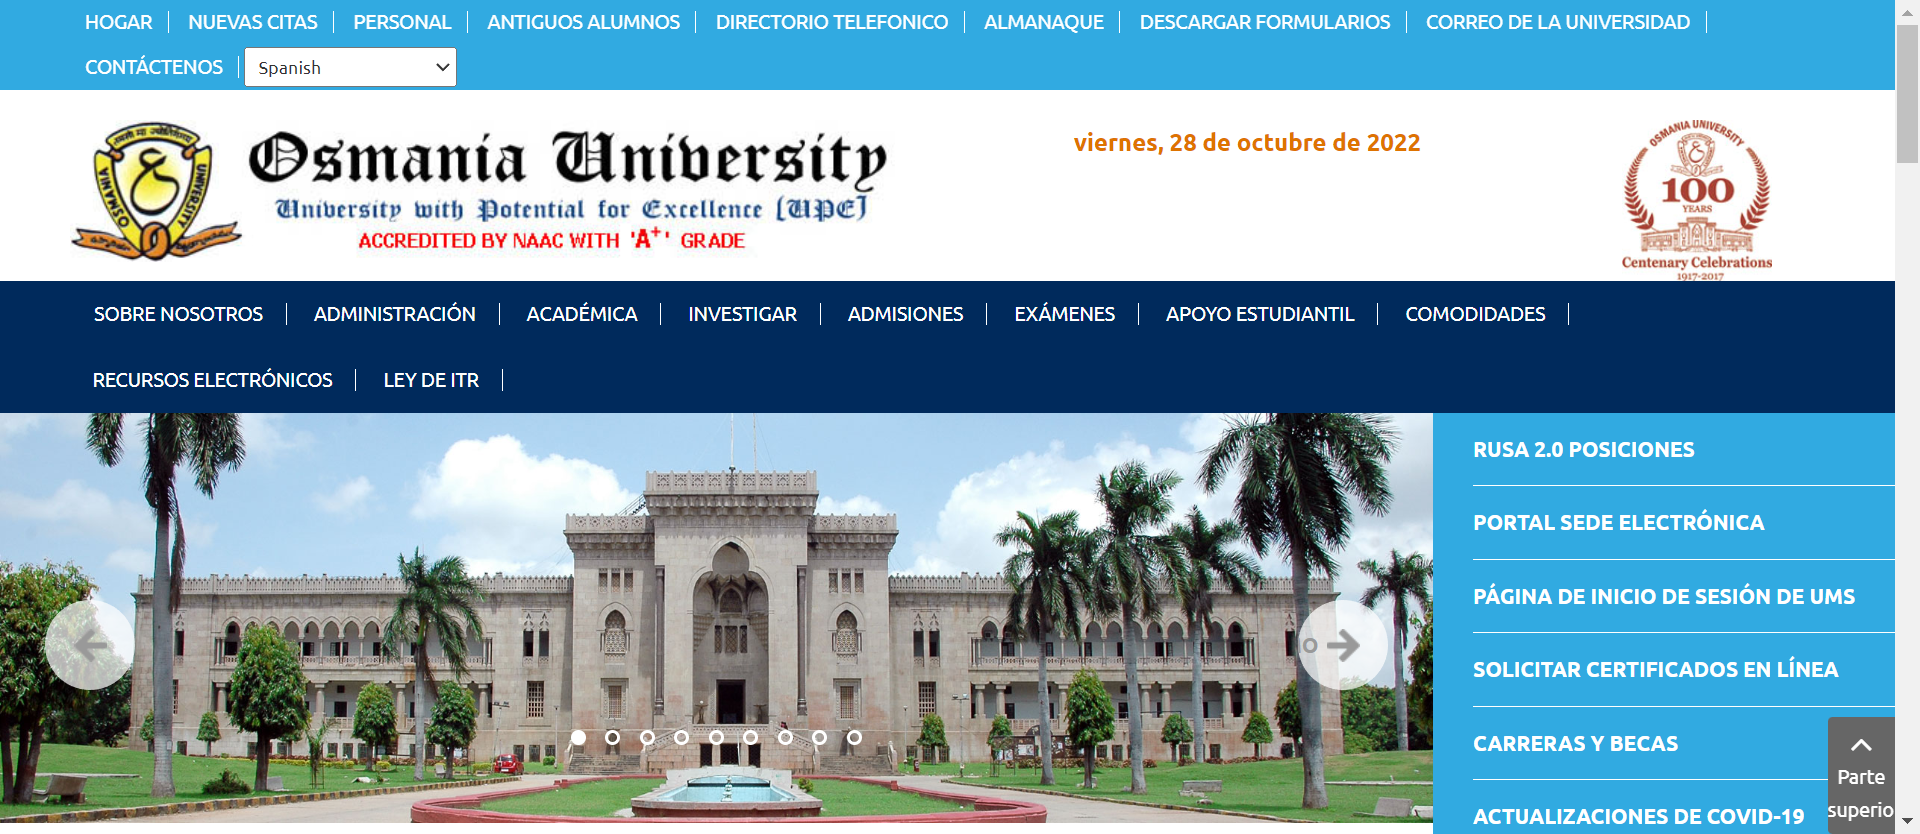 HOGAR NUEVAS CITAS PERSONAL ANTIGUOS ALUMNOS DIRECTORIO TELEFONICO ALMANAQUE DESCARGAR FORMULARIOS CORREO DE LA UNIVERSIDAD
CONTÁCTENOS Spanish
OSMANIA UNIVERSITY
Osmania University
University with Potential for Excellence [UPE]
ACCREDITED BY NAAC WITH 'A+' GRADE
viernes, 28 de octubre de 2022
OSMANIA UNIVERSITY
100
YEARS
Centenary Celebrations
1917-2017
SOBRE NOSOTROS ADMINISTRACIÓN ACADÉMICA INVESTIGAR ADMISIONES EXÁMENES APOYO ESTUDIANTIL COMODIDADES
RECURSOS ELECTRÓNICOS LEY DE ITR
RUSA 2.0 POSICIONES
PORTAL SEDE ELECTRÓNICA
PÁGINA DE INICIO DE SESIÓN DE UMS
SOLICITAR CERTIFICADOS EN LÍNEA
CARRERAS Y BECAS
ACTUALIZACIONES DE COVID-19
Parte
superio